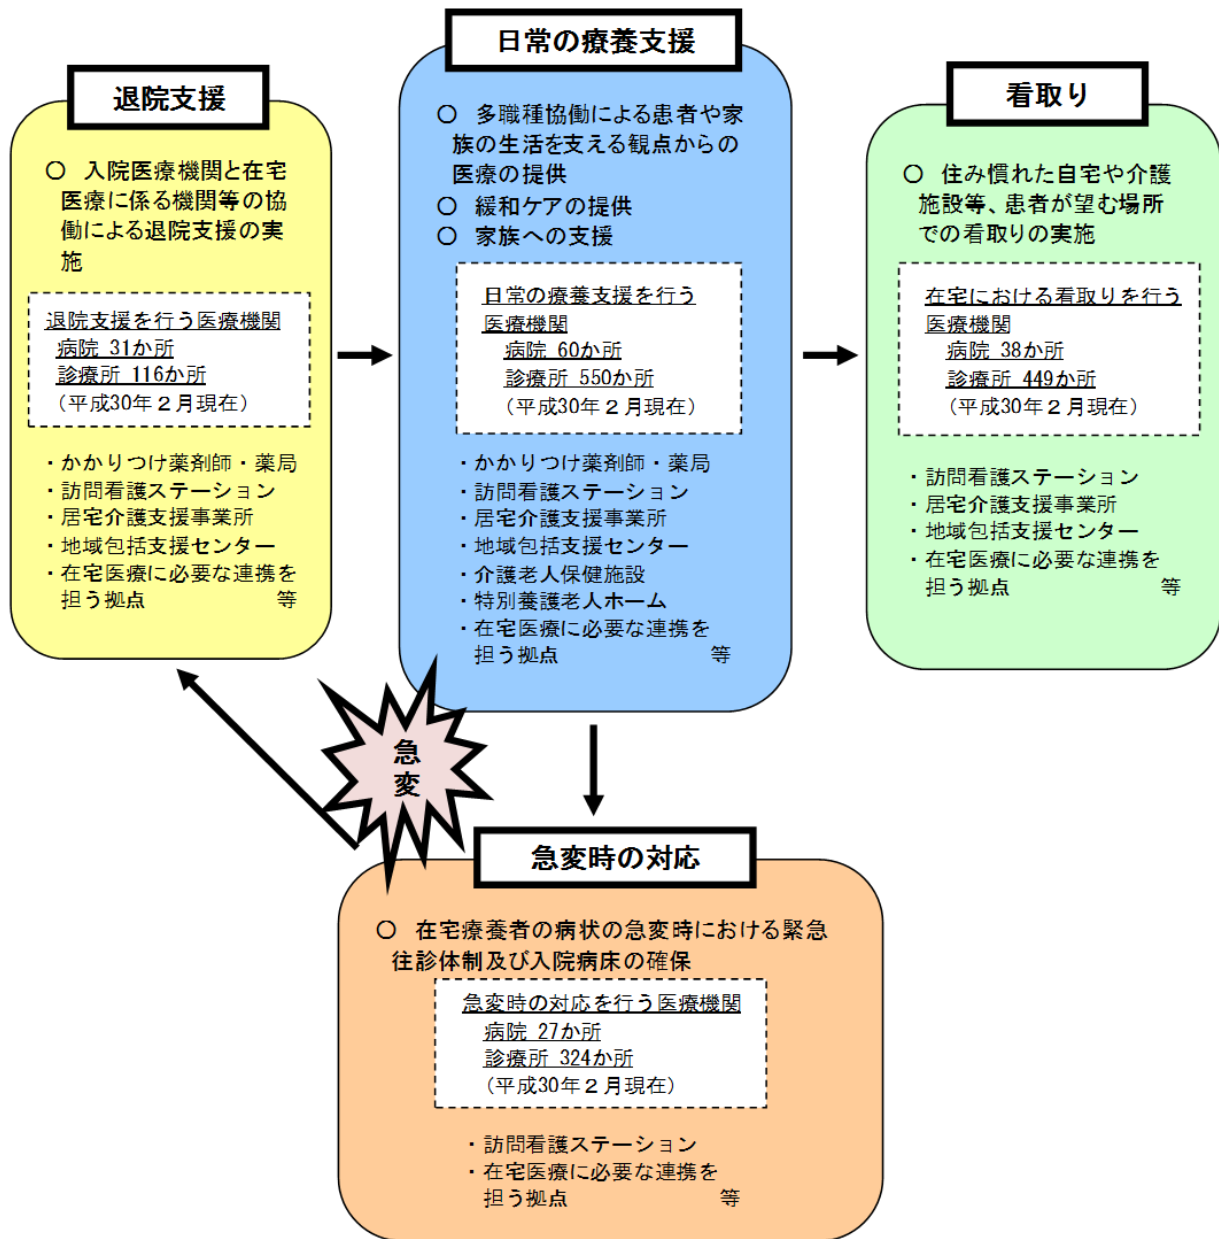 退院支援
○ 入院医療機関と在宅
医療に係る機関等の協
働による退院支援の実
施
退院支援を行う医療機関
病院 31か所
診療所 116か所
（平成30年２月現在）
・かかりつけ薬剤師・薬局
・訪問看護ステーション
・居宅介護支援事業所
・地域包括支援センター
・在宅医療に必要な連携を
担う拠点 等
日常の療養支援
○ 多職種協働による患者や家
族の生活を支える観点からの
医療の提供
○ 緩和ケアの提供
○ 家族への支援
日常の療養支援を行う
医療機関
病院 60か所
診療所 550か所
（平成30年２月現在）
・かかりつけ薬剤師・薬局
・訪問看護ステーション
・居宅介護支援事業所
・地域包括支援センター
・介護老人保健施設
・特別養護老人ホーム
・在宅医療に必要な連携を
担う拠点 等
看取り
○ 住み慣れた自宅や介護
施設等、患者が望む場所
での看取りの実施
在宅における看取りを行う
医療機関
病院 38か所
診療所 449か所
（平成30年２月現在）
・訪問看護ステーション
・居宅介護支援事業所
・地域包括支援センター
・在宅医療に必要な連携を
担う拠点 等
急
変
急変時の対応
○ 在宅療養者の病状の急変時における緊急
往診体制及び入院病床の確保
急変時の対応を行う医療機関
病院 27か所
診療所 324か所
（平成30年２月現在）
・訪問看護ステーション
・在宅医療に必要な連携を
担う拠点 等